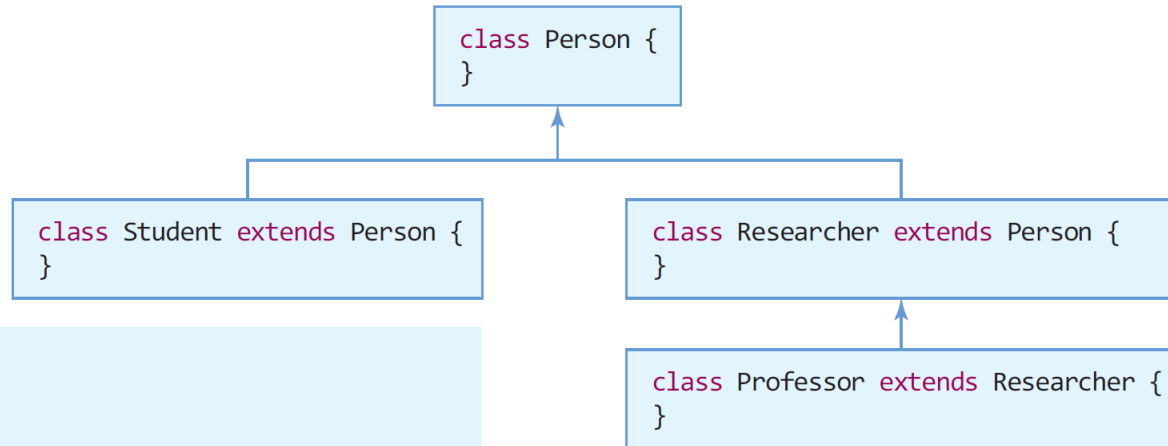 class Person {
}
class Student extends Person {
}
class Researcher extends Person {
}
class Professor extends Researcher {
}